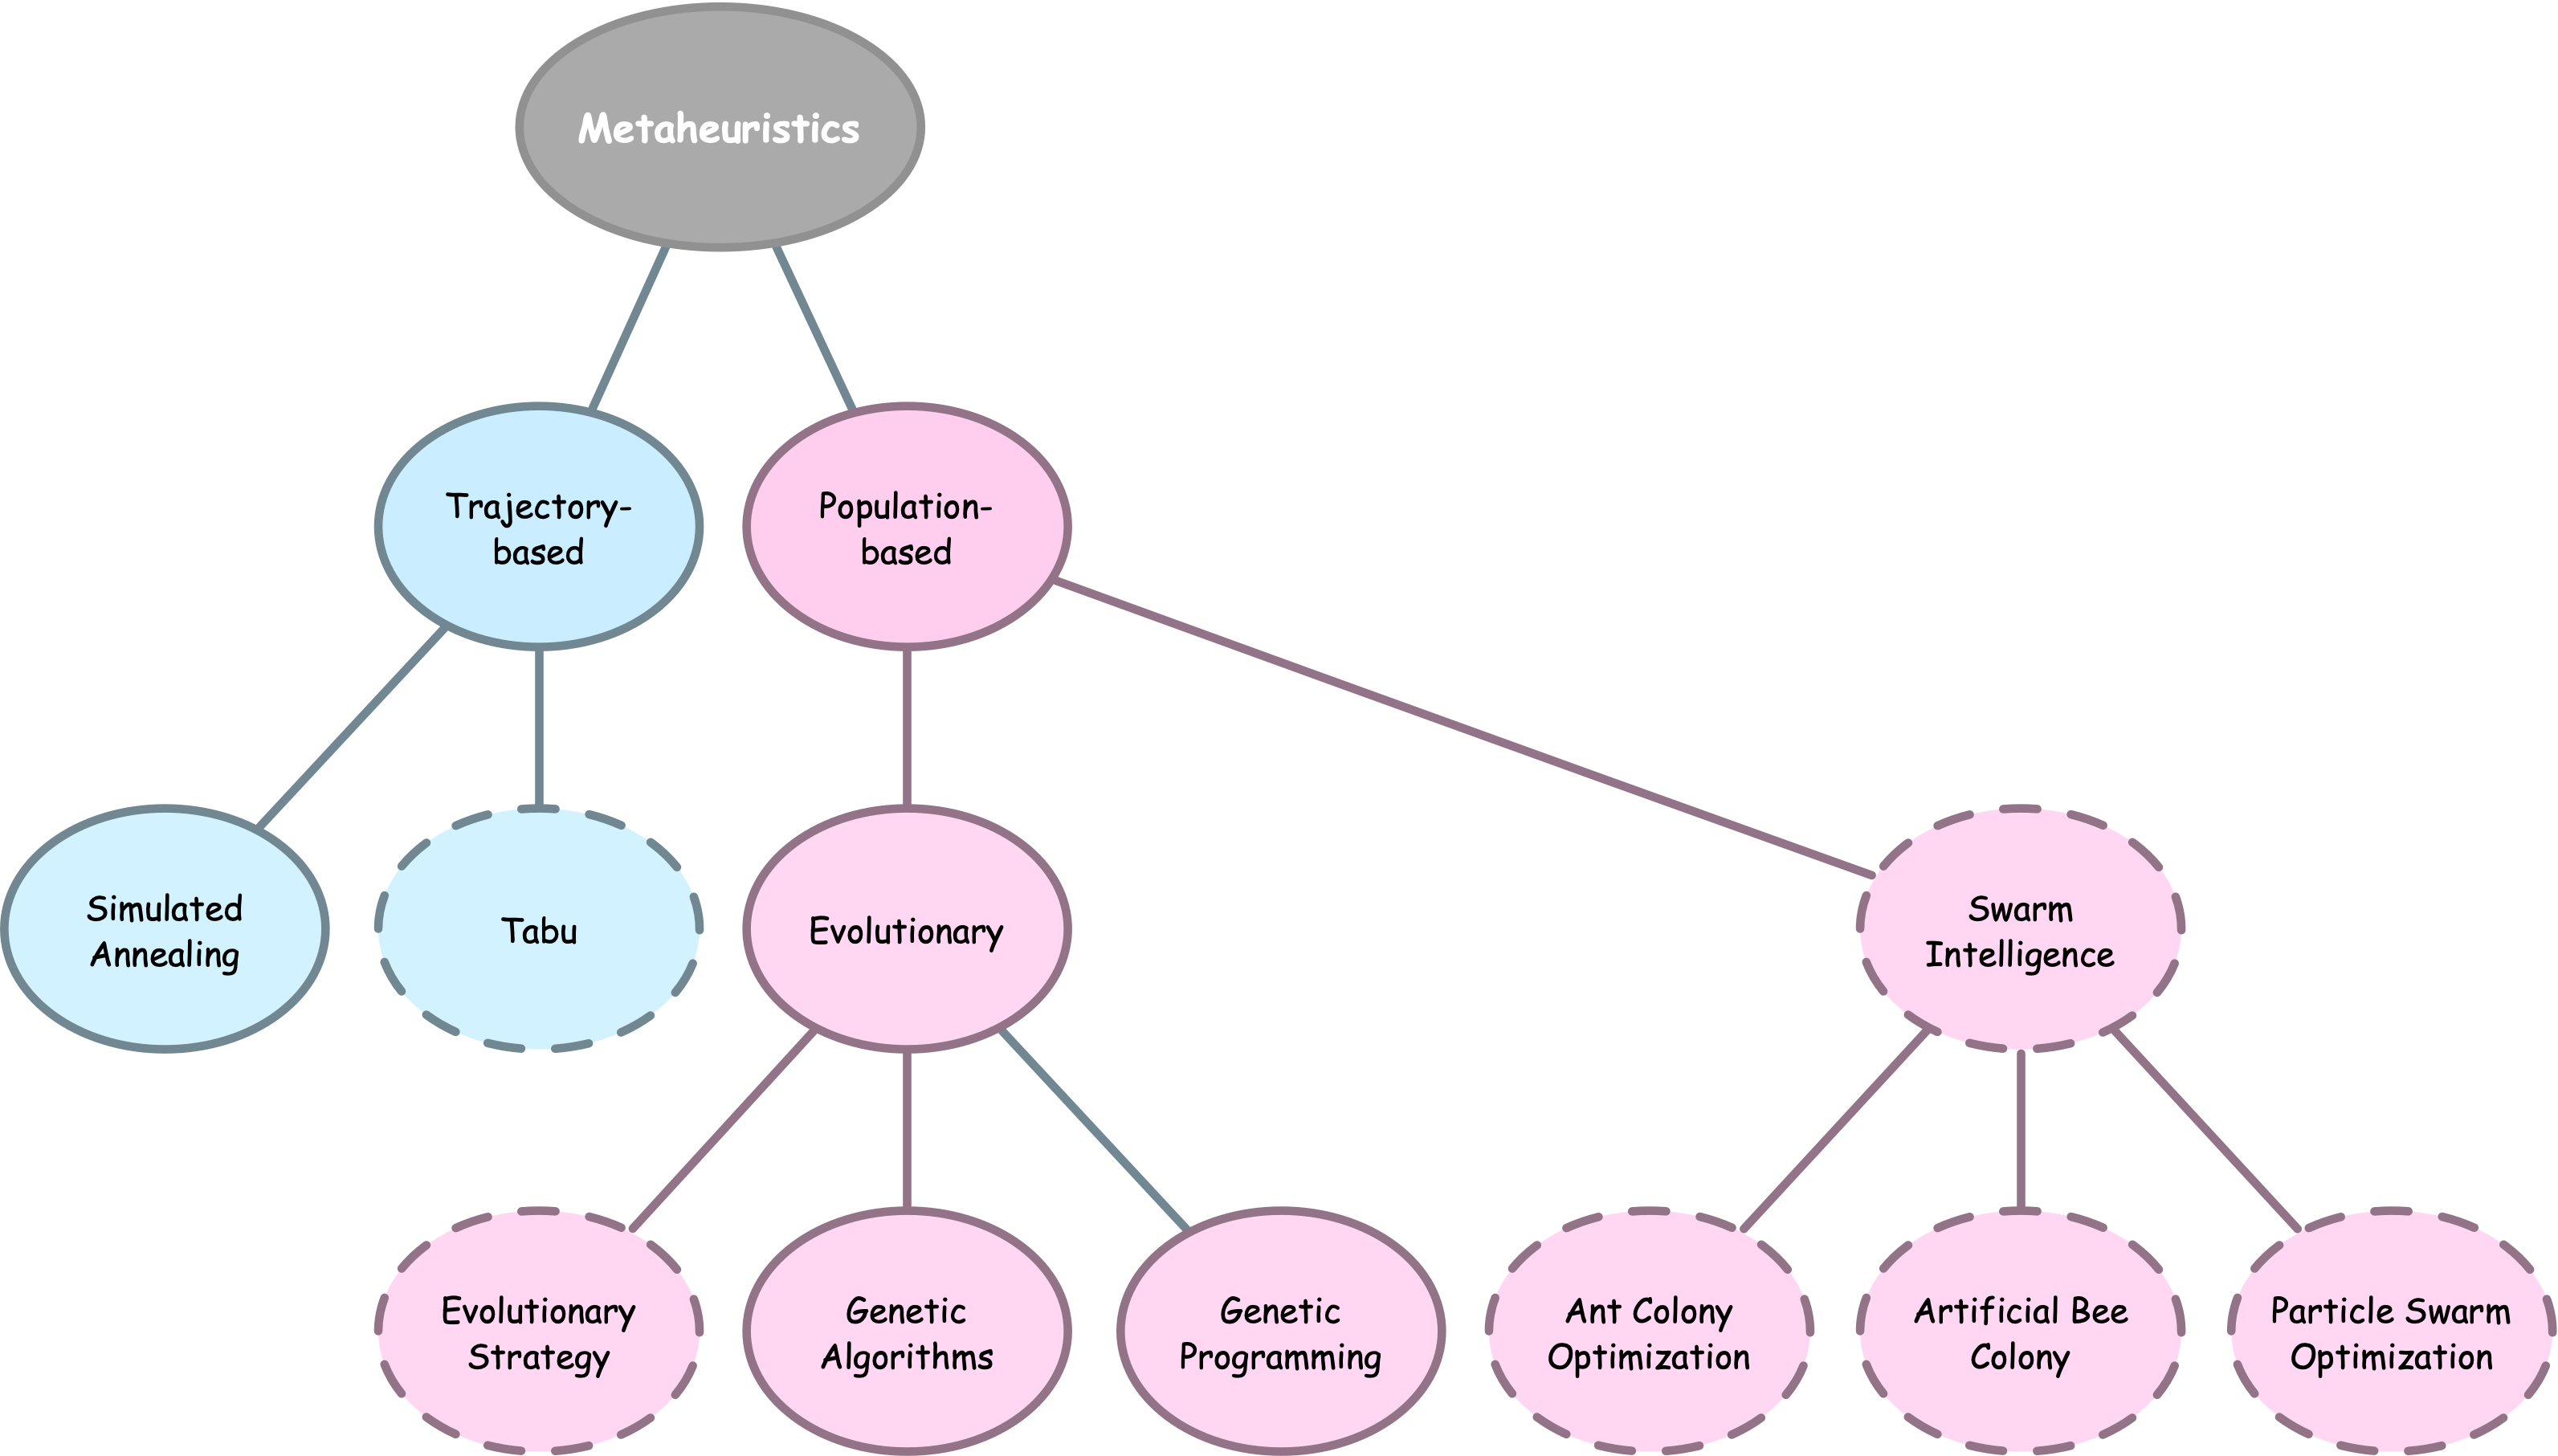 Metaheuristics
Trajectory-
based
Population-
based
Simulated
Annealing
Tabu
Evolutionary
Swarm
Intelligence
Evolutionary
Strategy
Genetic
Algorithms
Genetic
Programming
Ant Colony
Optimization
Artificial Bee
Colony
Particle Swarm
Optimization